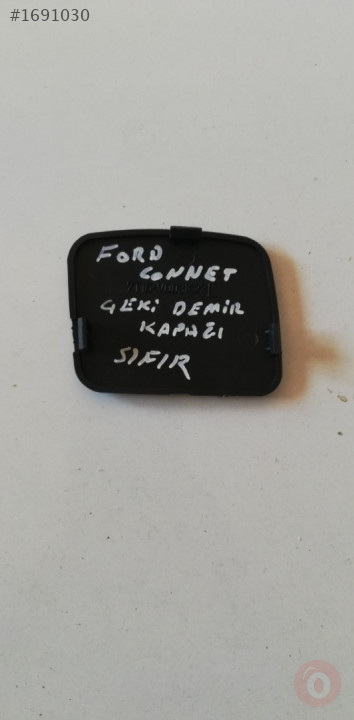 #1691030
FORD
CONNET
ÇEKİ DEMİR
KAPAĞI
SIFIR